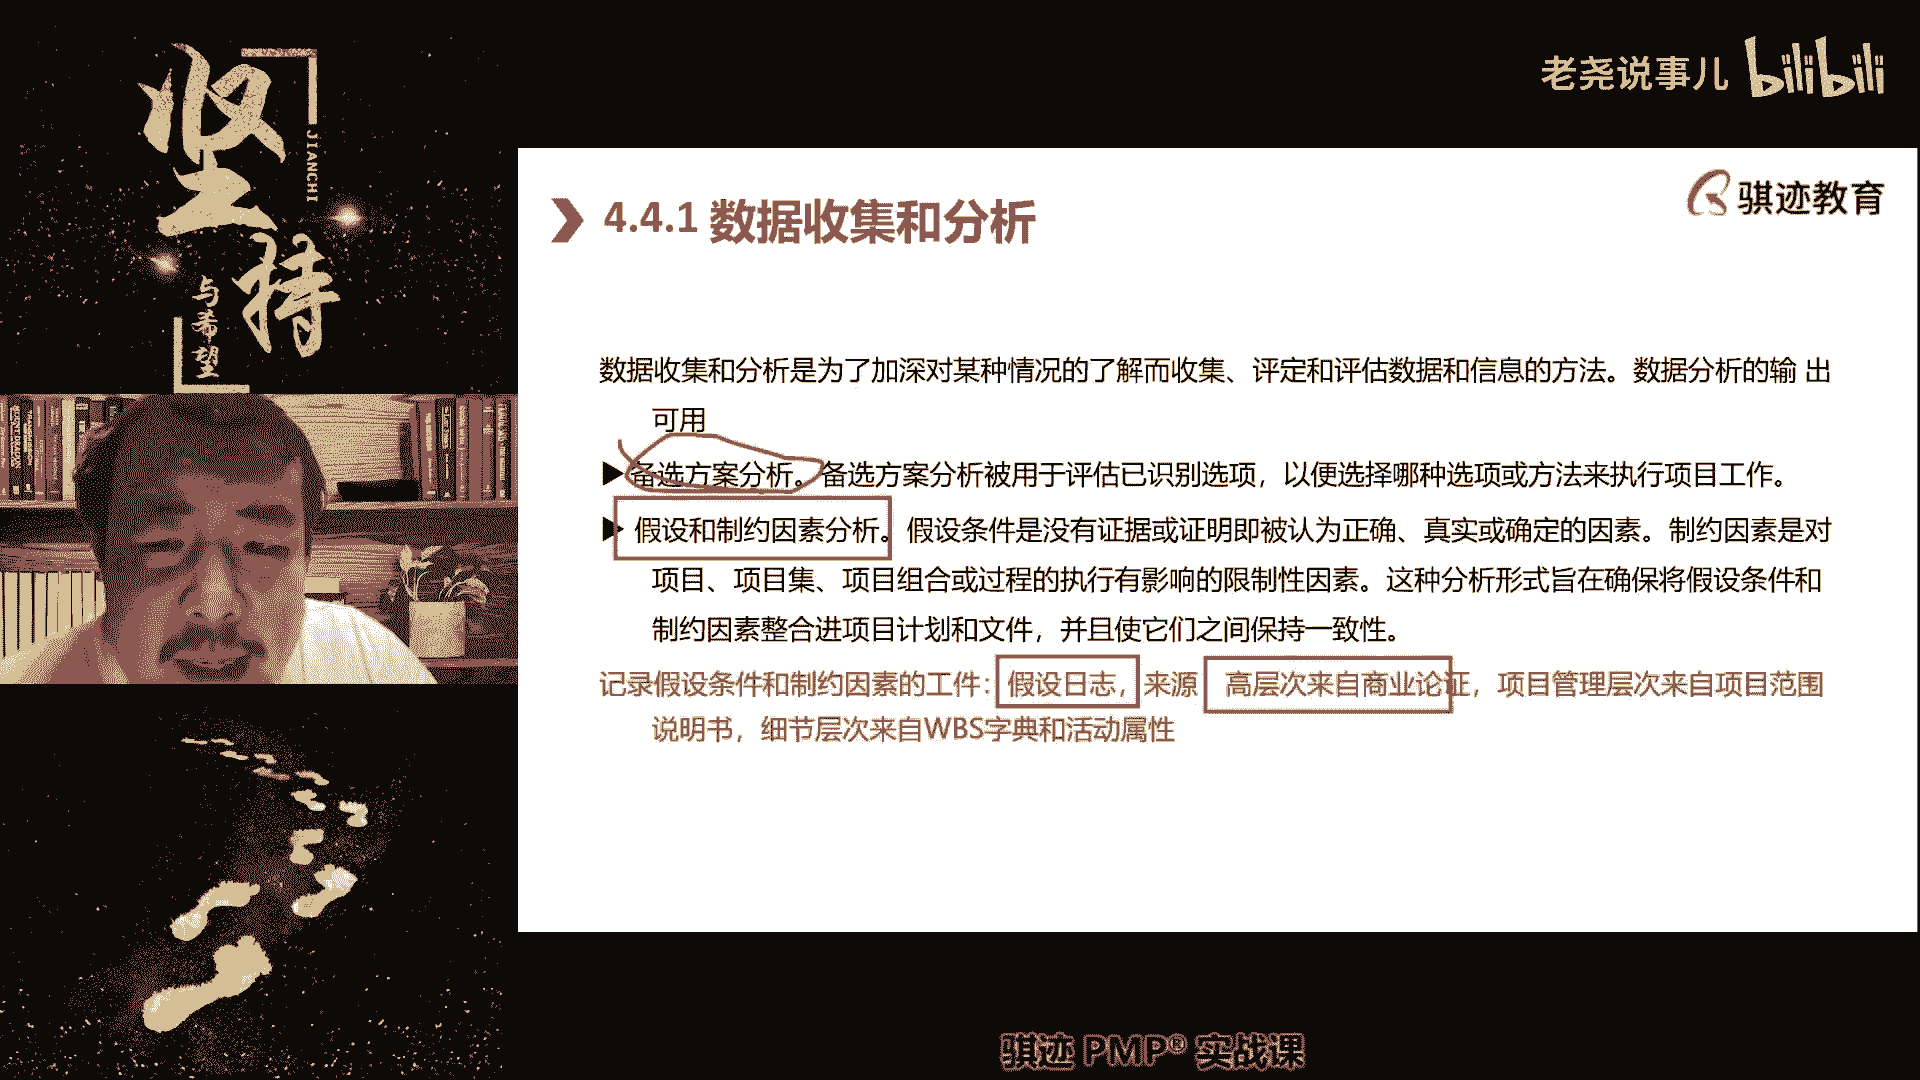 坚持
JIANCHI
与希望
老尧说事儿 bilibili
骐迹教育
4.4.1 数据收集和分析
数据收集和分析是为了加深对某种情况的了解而收集、评定和评估数据和信息的方法。数据分析的输 出
可用
备选方案分析。备选方案分析被用于评估已识别选项，以便选择哪种选项或方法来执行项目工作。
假设和制约因素分析。假设条件是没有证据或证明即被认为正确、真实或确定的因素。制约因素是对
项目、项目集、项目组合或过程的执行有影响的限制性因素。这种分析形式旨在确保将假设条件和
制约因素整合进项目计划和文件，并且使它们之间保持一致性。
记录假设条件和制约因素的工件：假设日志，来源 高层次来自商业论证，项目管理层次来自项目范围
说明书，细节层次来自WBS字典和活动属性
骐迹 PMP® 实战课